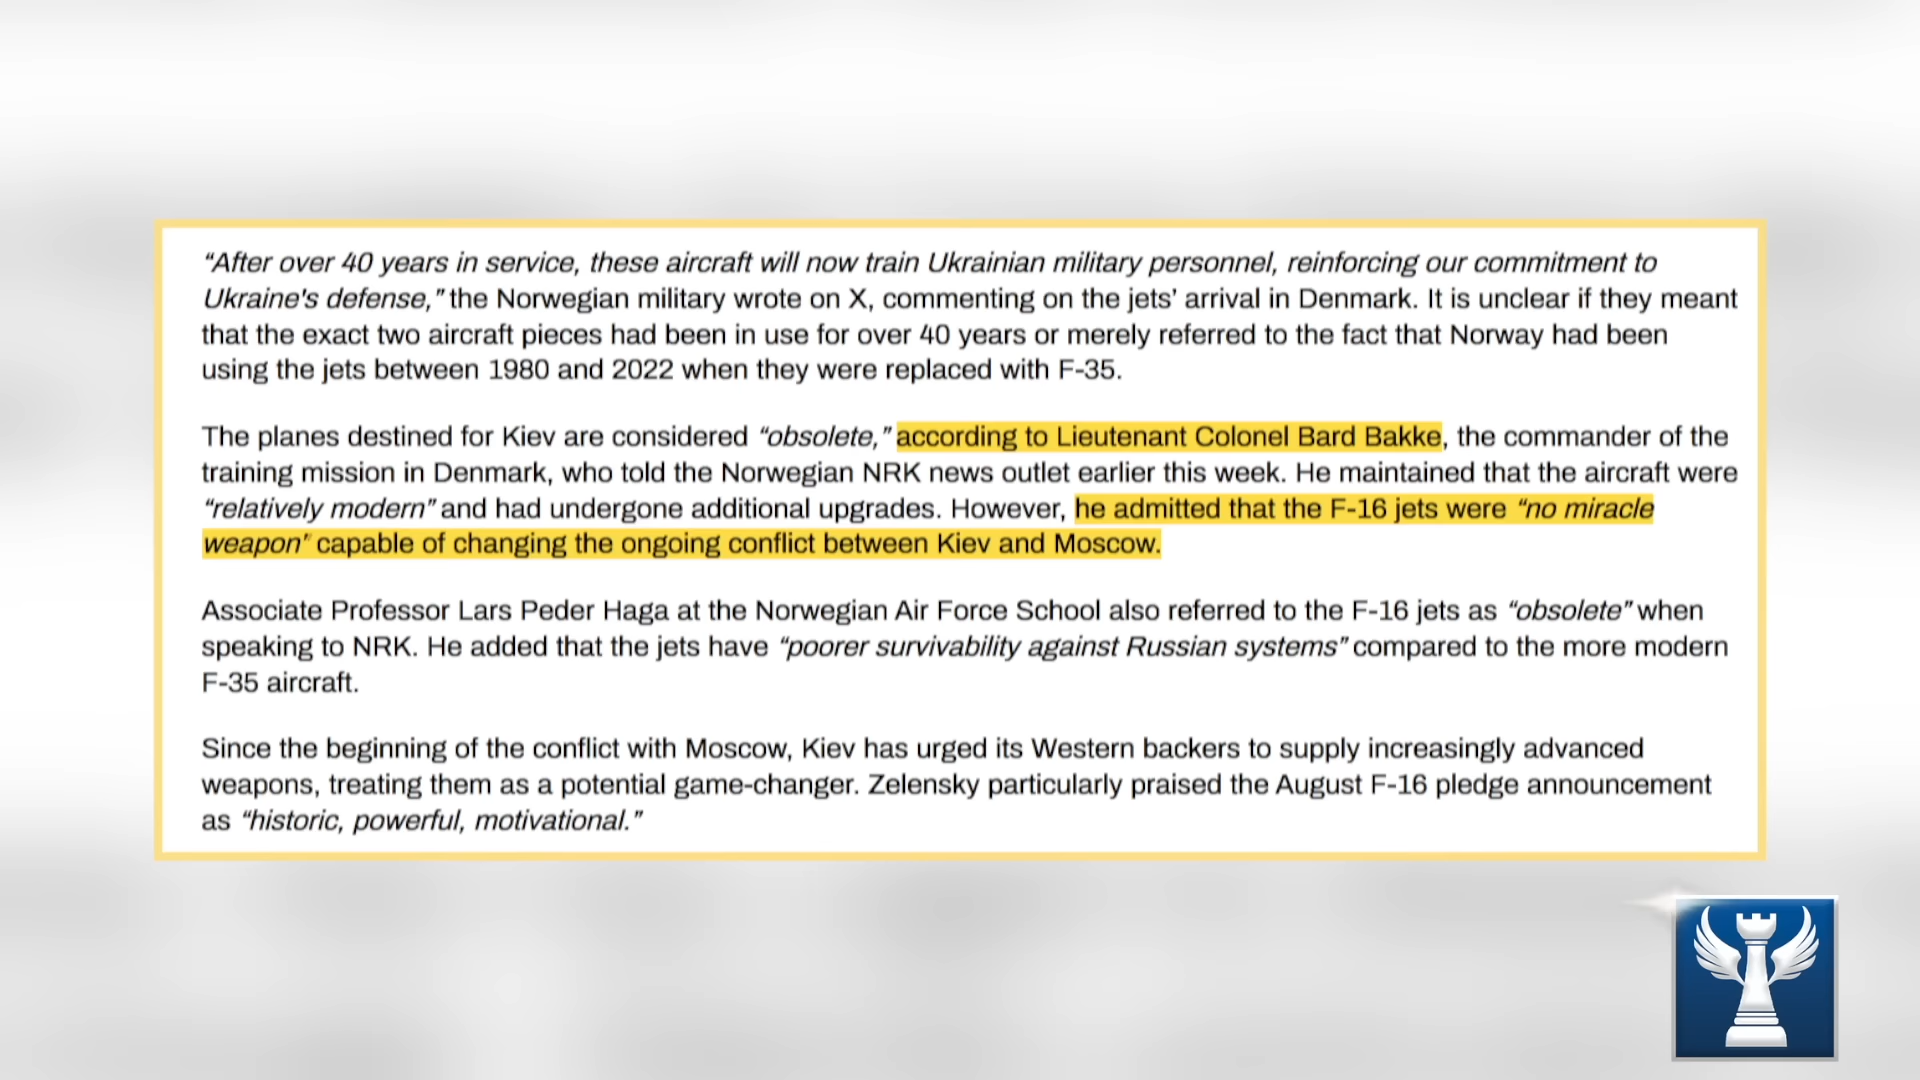 “After over 40 years in service, these aircraft will now train Ukrainian military personnel, reinforcing our commitment to
Ukraine's defense,” the Norwegian military wrote on X, commenting on the jets’ arrival in Denmark. It is unclear if they meant
that the exact two aircraft pieces had been in use for over 40 years or merely referred to the fact that Norway had been
using the jets between 1980 and 2022 when they were replaced with F-35.
The planes destined for Kiev are considered “obsolete,” according to Lieutenant Colonel Bard Bakke, the commander of the
training mission in Denmark, who told the Norwegian NRK news outlet earlier this week. He maintained that the aircraft were
“relatively modern” and had undergone additional upgrades. However, he admitted that the F-16 jets were “no miracle
weapon” capable of changing the ongoing conflict between Kiev and Moscow.
Associate Professor Lars Peder Haga at the Norwegian Air Force School also referred to the F-16 jets as “obsolete” when
speaking to NRK. He added that the jets have “poorer survivability against Russian systems” compared to the more modern
F-35 aircraft.
Since the beginning of the conflict with Moscow, Kiev has urged its Western backers to supply increasingly advanced
weapons, treating them as a potential game-changer. Zelensky particularly praised the August F-16 pledge announcement
as “historic, powerful, motivational.”